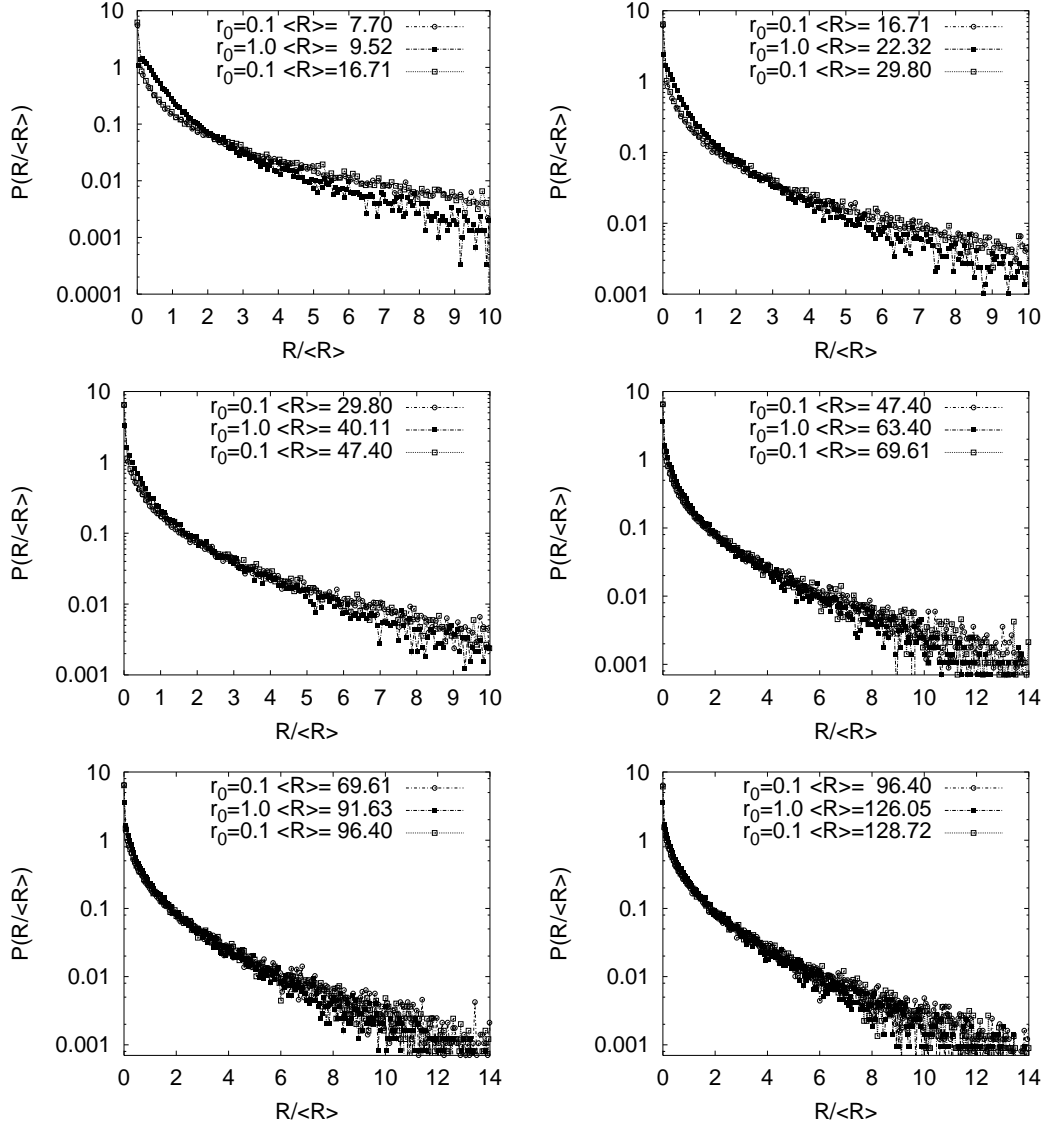 r0=0.1 <R>= 7.70
r0=1.0 <R>= 9.52
r0=0.1 <R>=16.71
10
1
0.1
0.01
0.001
0.0001
P(R/<R>)
0 1 2 3 4 5 6 7 8 9 10
R/<R>
r0=0.1 <R>= 16.71
r0=1.0 <R>= 22.32
r0=0.1 <R>= 29.80
10
1
0.1
0.01
0.001
P(R/<R>)
0 1 2 3 4 5 6 7 8 9 10
R/<R>
r0=0.1 <R>= 29.80
r0=1.0 <R>= 40.11
r0=0.1 <R>= 47.40
10
1
0.1
0.01
0.001
P(R/<R>)
0 1 2 3 4 5 6 7 8 9 10
R/<R>
r0=0.1 <R>= 47.40
r0=1.0 <R>= 63.40
r0=0.1 <R>= 69.61
10
1
0.1
0.01
0.001
P(R/<R>)
0 2 4 6 8 10 12 14
R/<R>
r0=0.1 <R>= 69.61
r0=1.0 <R>= 91.63
r0=0.1 <R>= 96.40
10
1
0.1
0.01
0.001
P(R/<R>)
0 2 4 6 8 10 12 14
R/<R>
r0=0.1 <R>= 96.40
r0=1.0 <R>=126.05
r0=0.1 <R>=128.72
10
1
0.1
0.01
0.001
P(R/<R>)
0 2 4 6 8 10 12 14
R/<R>